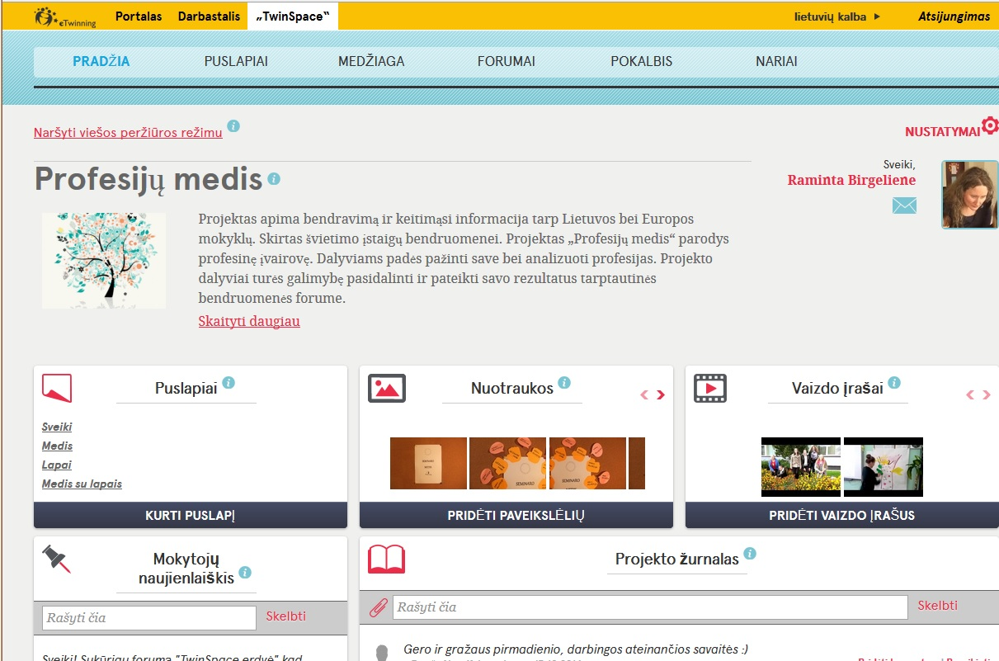 eTwinning Portalas Darbastalis „TwinSpace“ lietuvių kalba Atsijungimas
PRADŽIA PUSLAPIAI MEDŽIAGA FORUMAI POKALBIS NARIAI
Naršyti viešos peržiūros režimu
NUSTATYMAI
Sveiki,
Raminta Birgeliene
Profesijų medis
Projektas apima bendravimą ir keitimąsi informacija tarp Lietuvos bei Europos
mokyklų. Skirtas švietimo įstaigų bendruomenei. Projektas „Profesijų medis“ parodys
profesinę įvairovę. Dalyviams padės pažinti save bei analizuoti profesijas. Projekto
dalyviai turės galimybę pasidalinti ir pateikti savo rezultatus tarptautinės
bendruomenės forume.
Skaityti daugiau
Puslapiai
Sveiki
Medis
Lapai
Medis su lapais
KURTI PUSLAPĮ
Nuotraukos
SEMINARO
PRIDĖTI PAVEIKSLĖLIŲ
Vaizdo įrašai
PRIDĖTI VAIZDO ĮRAŠUS
Mokytojų
naujienlaiškis
Rašyti čia Skelbti
Sveiki! Sukūriau forumą "TwinSpace erdvė" kad
Projekto žurnalas
Rašyti čia Skelbti
Gero ir gražaus pirmadienio, darbingos ateinančios savaitės :)